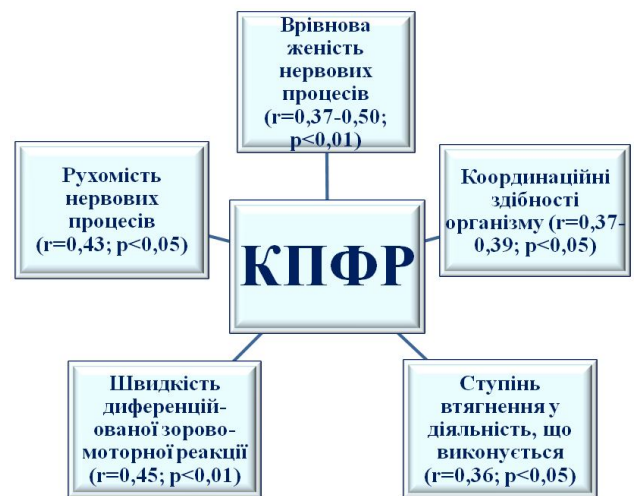 Врівнова
женість
нервових
процесів
(r=0,37-0,50;
p<0,01)
Рухомість
нервових
процесів
(r=0,43; p<0,05)
Координаційні
здібності
організму (r=0,37-
0,39; p<0,05)
КПФР
Швидкість
диференцій-
ованої зорово-
моторної реакції
(r=0,45; p<0,01)
Ступінь
втягнення у
діяльність, що
виконується
(r=0,36; p<0,05)